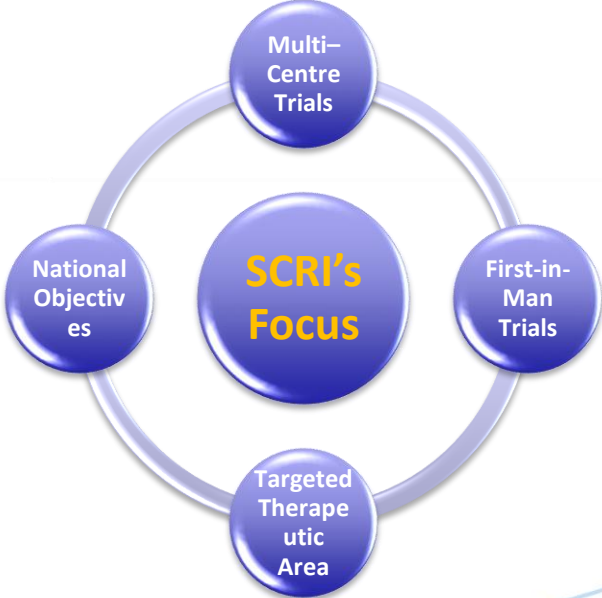 Multi–
Centre
Trials
SCRI's
Focus
National
Objectiv
es
First-in-
Man
Trials
Targeted
Therape
utic
Area